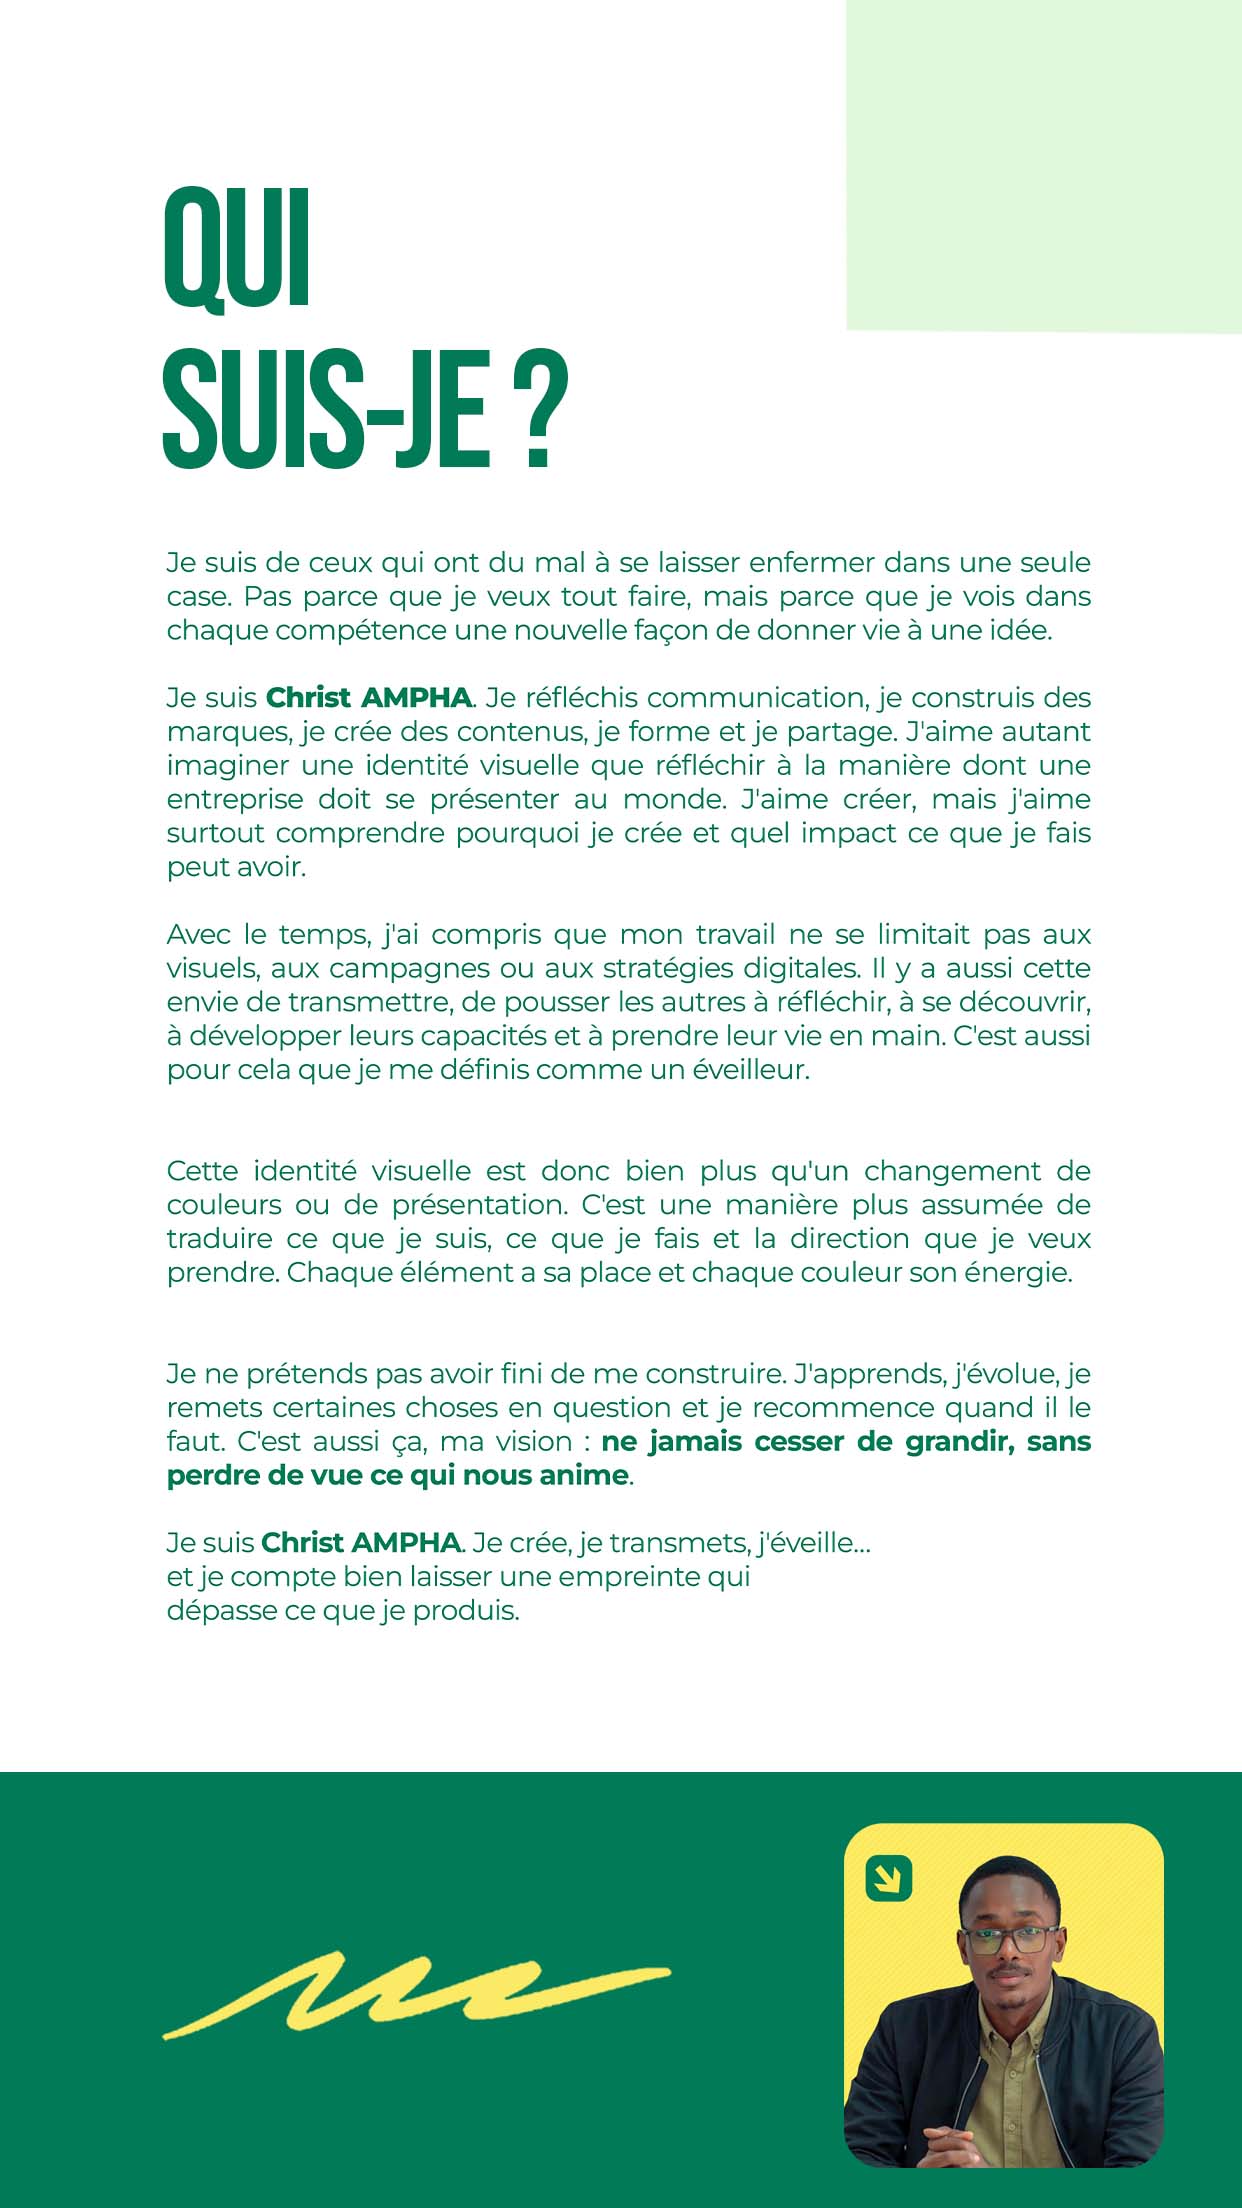 QUI
SUIS-JE ?
Je suis de ceux qui ont du mal à se laisser enfermer dans une seule
case. Pas parce que je veux tout faire, mais parce que je vois dans
chaque compétence une nouvelle façon de donner vie à une idée.
Je suis Christ AMPHA. Je réfléchis communication, je construis des
marques, je crée des contenus, je forme et je partage. J'aime autant
imaginer une identité visuelle que réfléchir à la manière dont une
entreprise doit se présenter au monde. J'aime créer, mais j'aime
surtout comprendre pourquoi je crée et quel impact ce que je fais
peut avoir.
Avec le temps, j'ai compris que mon travail ne se limitait pas aux
visuels, aux campagnes ou aux stratégies digitales. Il y a aussi cette
envie de transmettre, de pousser les autres à réfléchir, à se découvrir,
à développer leurs capacités et à prendre leur vie en main. C'est aussi
pour cela que je me définis comme un éveilleur.
Cette identité visuelle est donc bien plus qu'un changement de
couleurs ou de présentation. C'est une manière plus assumée de
traduire ce que je suis, ce que je fais et la direction que je veux
prendre. Chaque élément a sa place et chaque couleur son énergie.
Je ne prétends pas avoir fini de me construire. J'apprends, j'évolue, je
remets certaines choses en question et je recommence quand il le
faut. C'est aussi ça, ma vision : ne jamais cesser de grandir, sans
perdre de vue ce qui nous anime.
Je suis Christ AMPHA. Je crée, je transmets, j'éveille...
et je compte bien laisser une empreinte qui
dépasse ce que je produis.